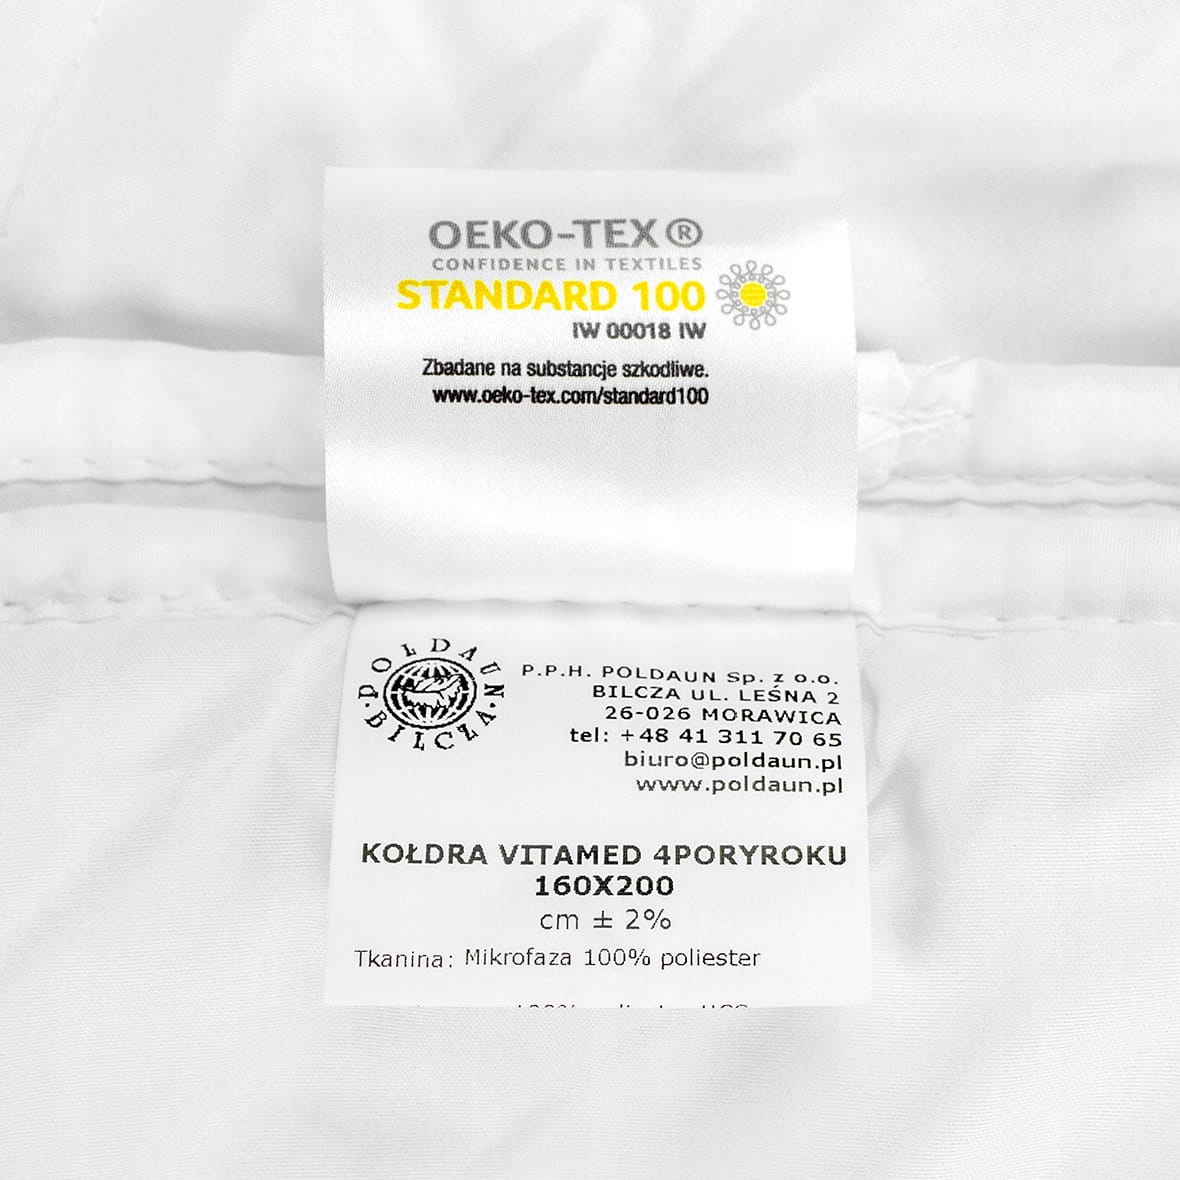 OEKO-TEX®
CONFIDENCE IN TEXTILES
STANDARD 100
IW 00018 IW
Zbadane na substancje szkodliwe.
www.oeko-tex.com/standard100
POLDAUN
BILCZA
P.P.H. POLDAUN Sp. z o.o.
BILCZA UL. LEŚNA 2
26-026 MORAWICA
tel: +48 41 311 70 65
biuro@poldaun.pl
www.poldaun.pl
KOŁDRA VITAMED 4PORYROKU
160X200
cm ± 2%
Tkanina: Mikrofaza 100% poliester